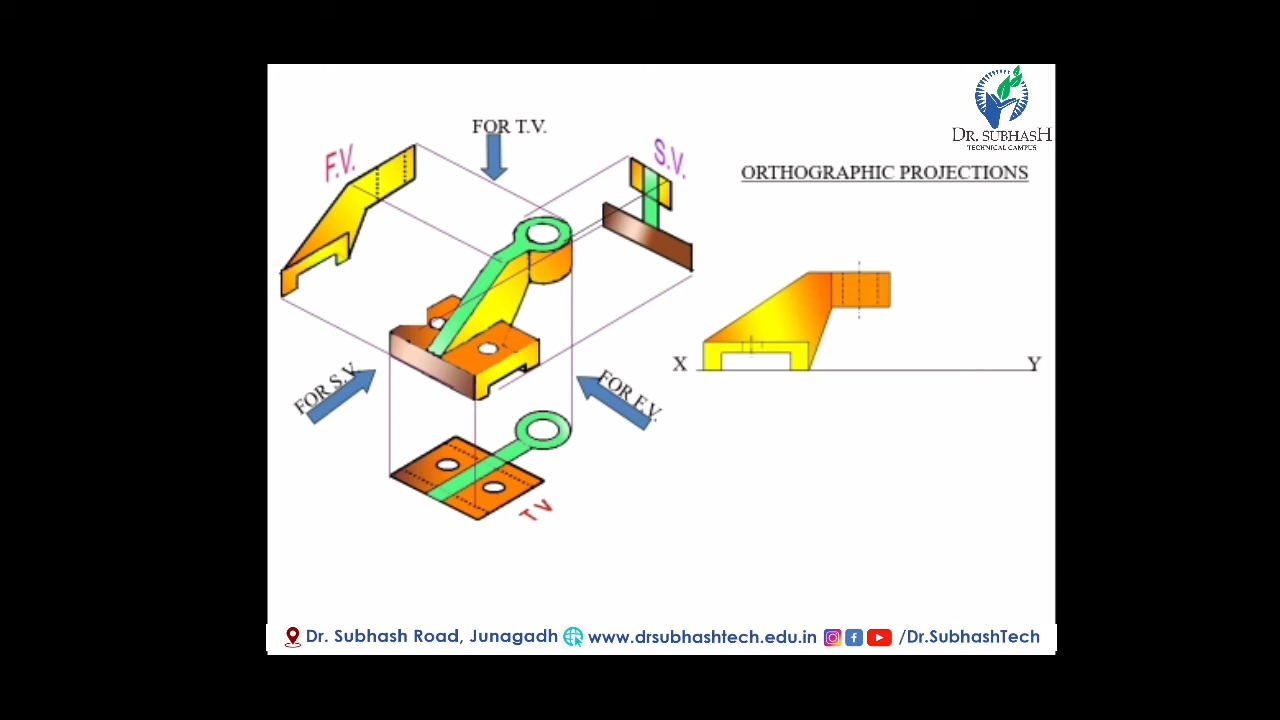 DR. SUBHASH
TECHNICAL CAMPUS
FOR T.V.
F.V.
S.V.
ORTHOGRAPHIC PROJECTIONS
X
Y
FOR S.V.
FOR F.V.
T V
Dr. Subhash Road, Junagadh www.drsubhashtech.edu.in /Dr.SubhashTech